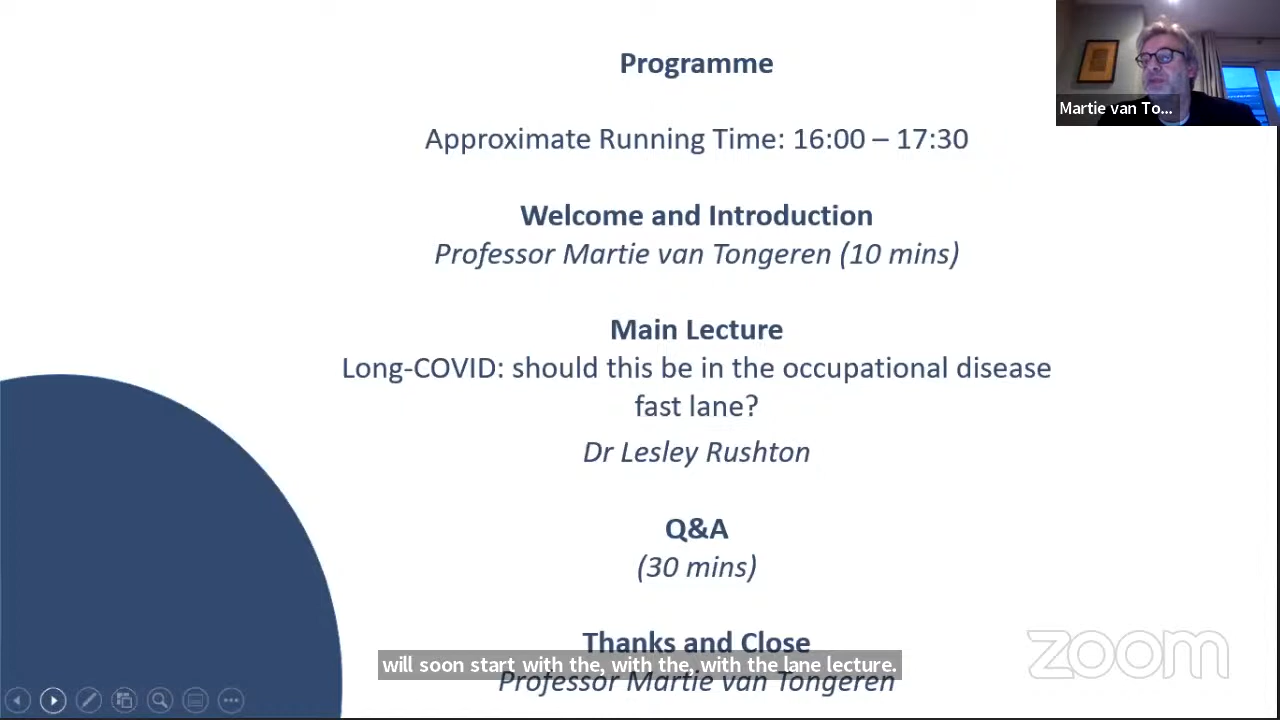 Programme
Martie van To...
Approximate Running Time: 16:00 – 17:30
Welcome and Introduction
Professor Martie van Tongeren (10 mins)
Main Lecture
Long-COVID: should this be in the occupational disease
fast lane?
Dr Lesley Rushton
Q&A
(30 mins)
Thanks and Close
will soon start with the, with the, with the lane lecture.
Professor Martie van Tongeren
zoom